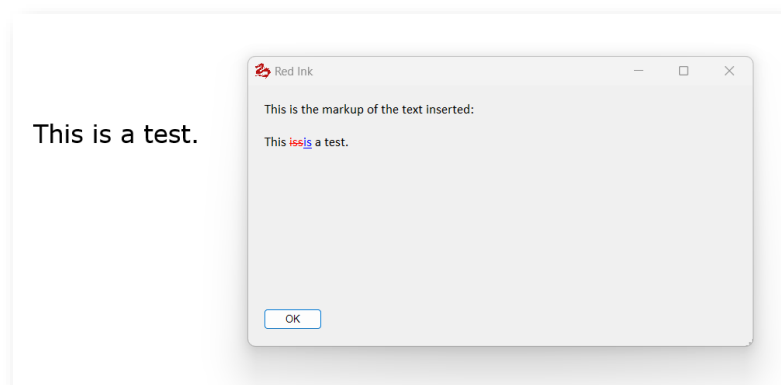 This is a test.
Red Ink
This is the markup of the text inserted:
This issis a test.
OK